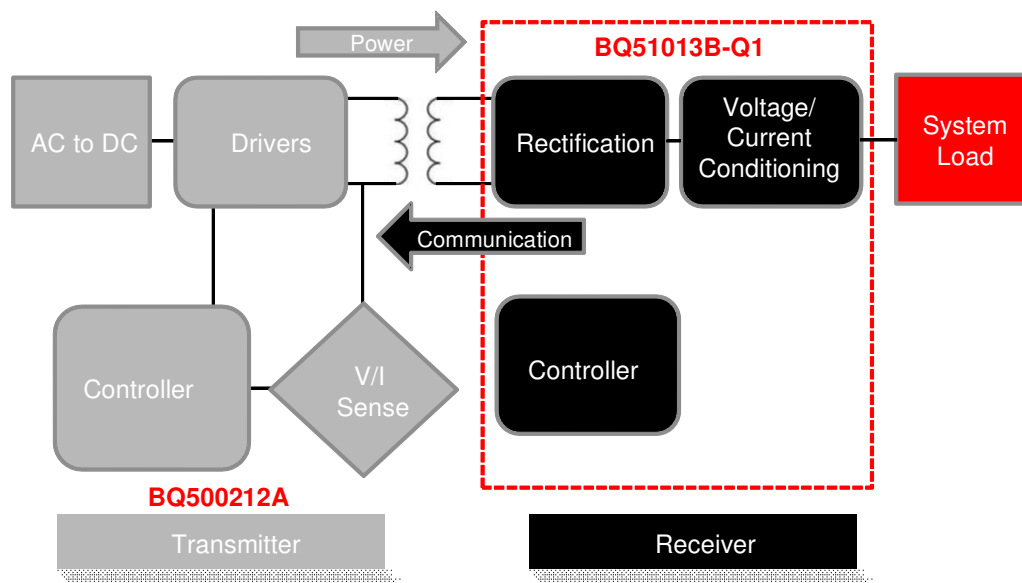 Power
BQ51013B-Q1
AC to DC
Drivers
Rectification
Voltage/
Current
Conditioning
System
Load
Communication
Controller
V/I
Sense
Controller
BQ500212A
Transmitter
Receiver